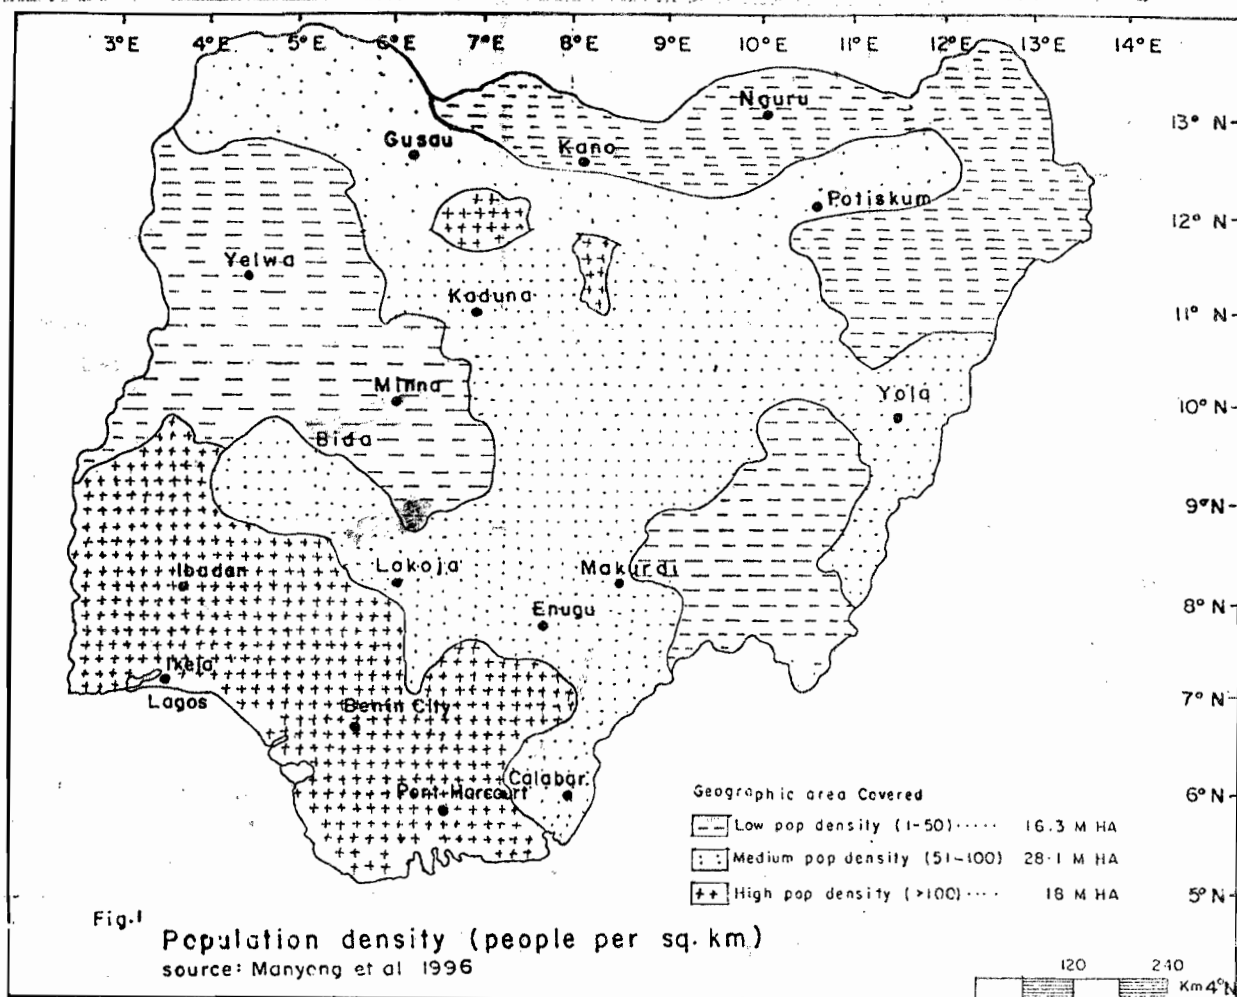 3°E 4°E 5°E 6°E 7°E 8°E 9°E 10°E 11°E 12°E 13°E 14°E
Nguru
13° N
Gusau
Kano
Potiskum
12° N
Yelwa
Kaduna
11° N
Minna
Yola
10° N
Bida
9°N
Ibadan
Lokoja
Makurdi
Enugu
8° N
Ikeja
Lagos
Benin City
7° N
Calabar
Port Harcourt
6° N
Geographic area Covered
Low pop density (1-50)..... 16.3 M HA
Medium pop density (51-100) 28.1 M HA
High pop density (>100).... 18 M HA
5° N
Fig.1
Population density (people per sq. km)
source: Manyong et al 1996
120 240
Km 4°N